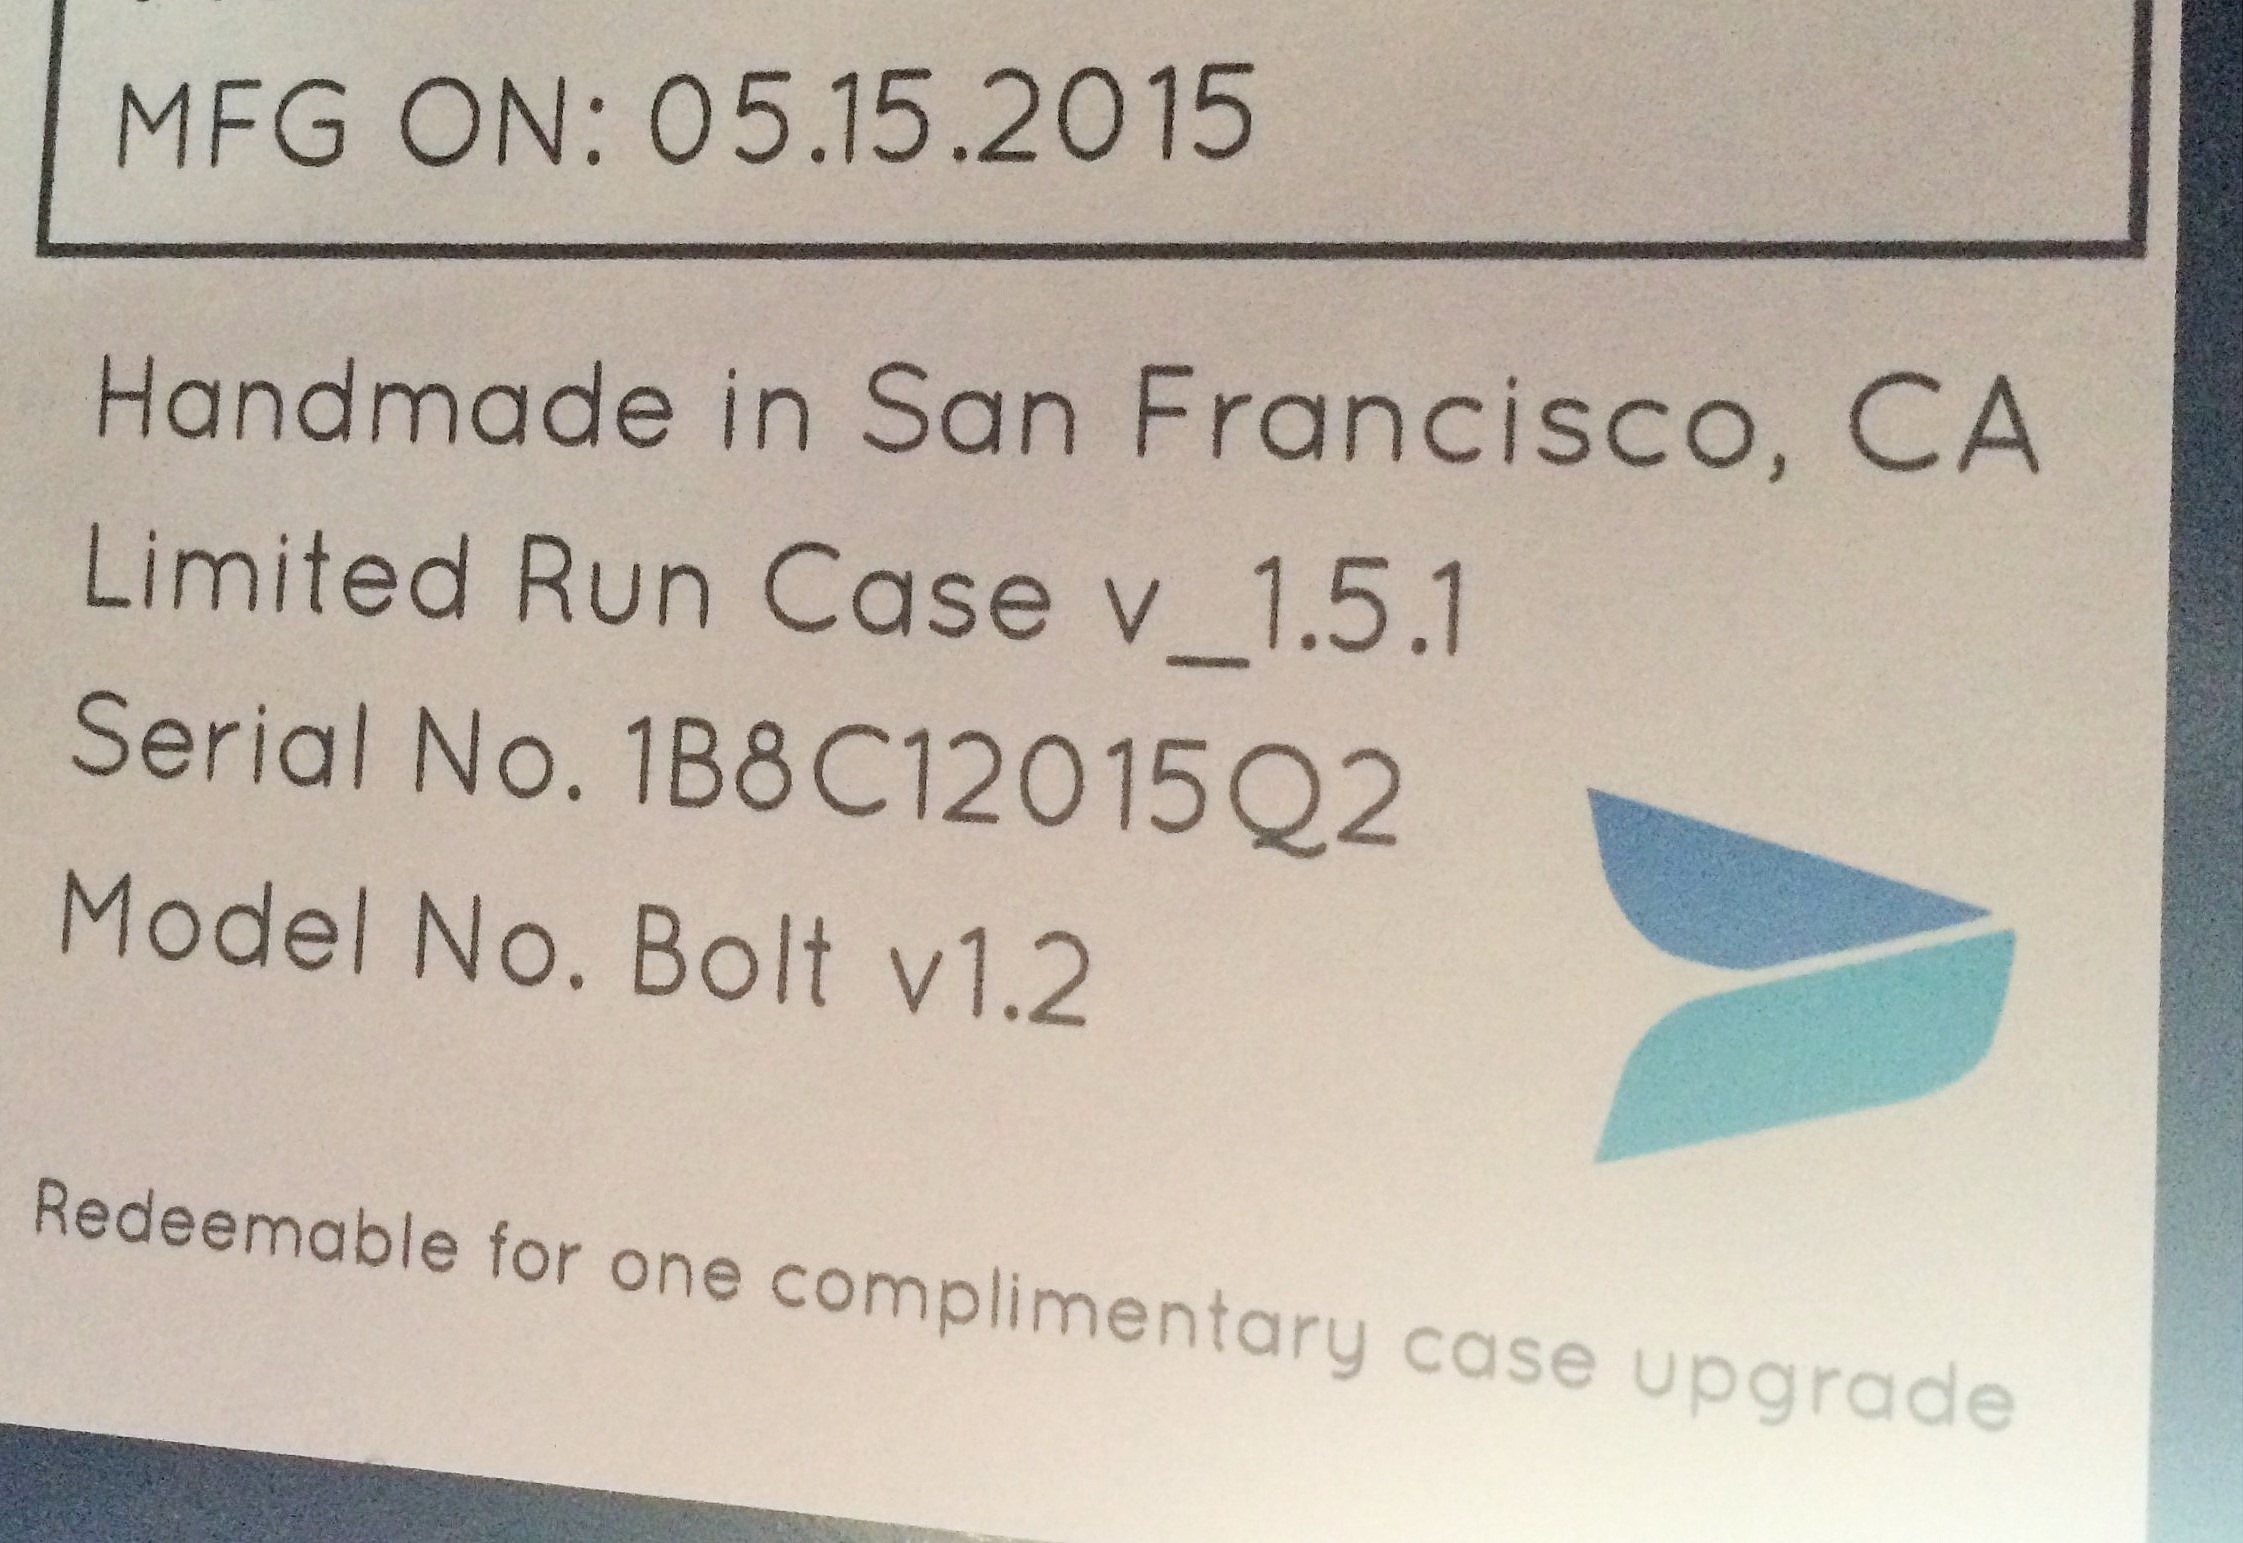 MFG ON: 05.15.2015
Handmade in San Francisco, CA
Limited Run Case v_1.5.1
Serial No. 1B8C12015Q2
Model No. Bolt v1.2
Redeemable for one complimentary case upgrade